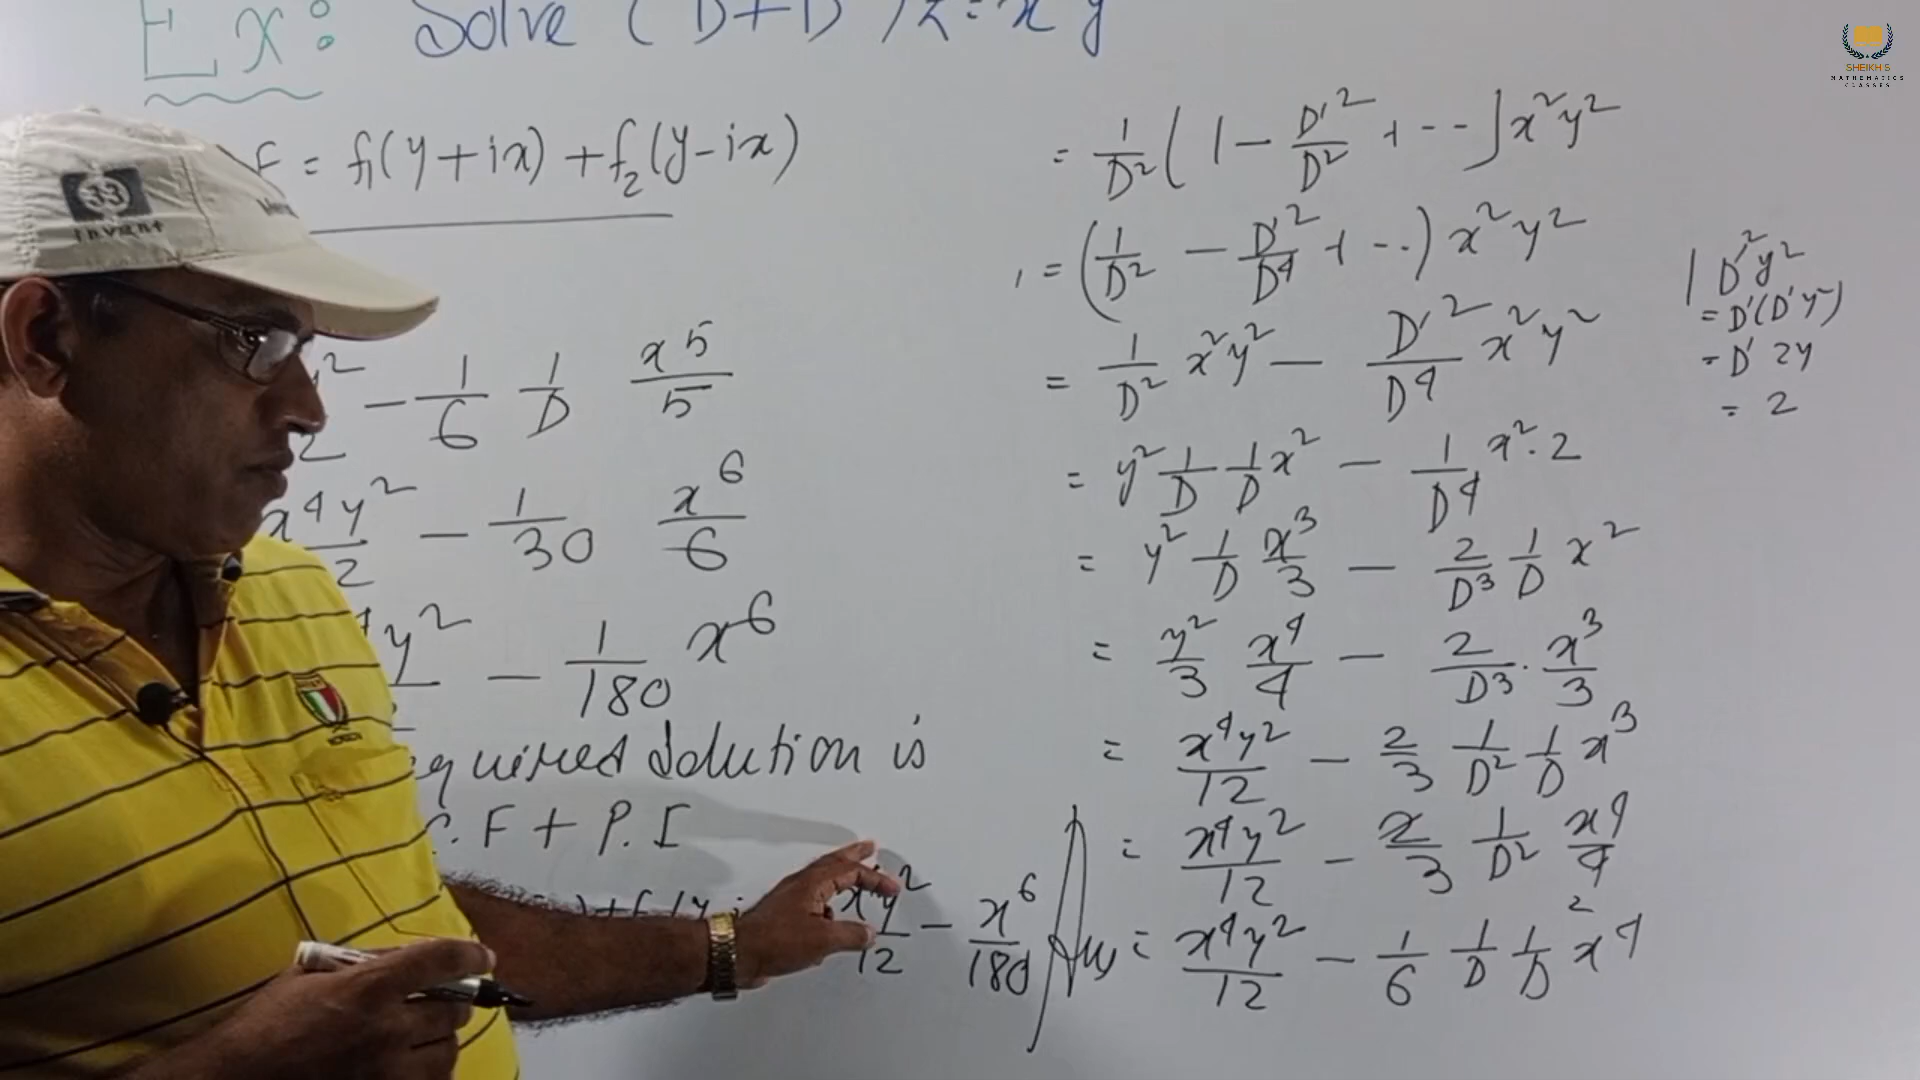 Ex: Solve (D+D )z = x y
F = f₁(y+ix) + f₂(y-ix)
² - 1/6 1/D x⁵/5
x⁴y²/2 - 1/30 x⁶/6
y² - 1/180 x⁶
equired Solution is
C.F + P.I
x⁴y²/12 - x⁶/180 Ans
= 1/D² ( 1 - D'²/D² + -- ) x²y²
= (1/D² - D'²/D⁴ + --) x²y²
= 1/D² x²y² - D'²/D⁴ x²y²
= y² 1/D 1/D x² - 1/D⁴ x².2
= y² 1/D x³/3 - 2/D³ 1/D x²
= y²/3 x⁴/4 - 2/D³ . x³/3
= x⁴y²/12 - 2/3 1/D² 1/D x³
= x⁴y²/12 - 2/3 1/D² x⁴/4
2
= x⁴y²/12 - 1/6 1/D 1/D x⁴
D'²y²
= D'(D'y²)
= D' 2y
= 2
33
invent
SHEIKH'S
MATHEMATICS
CLASSES